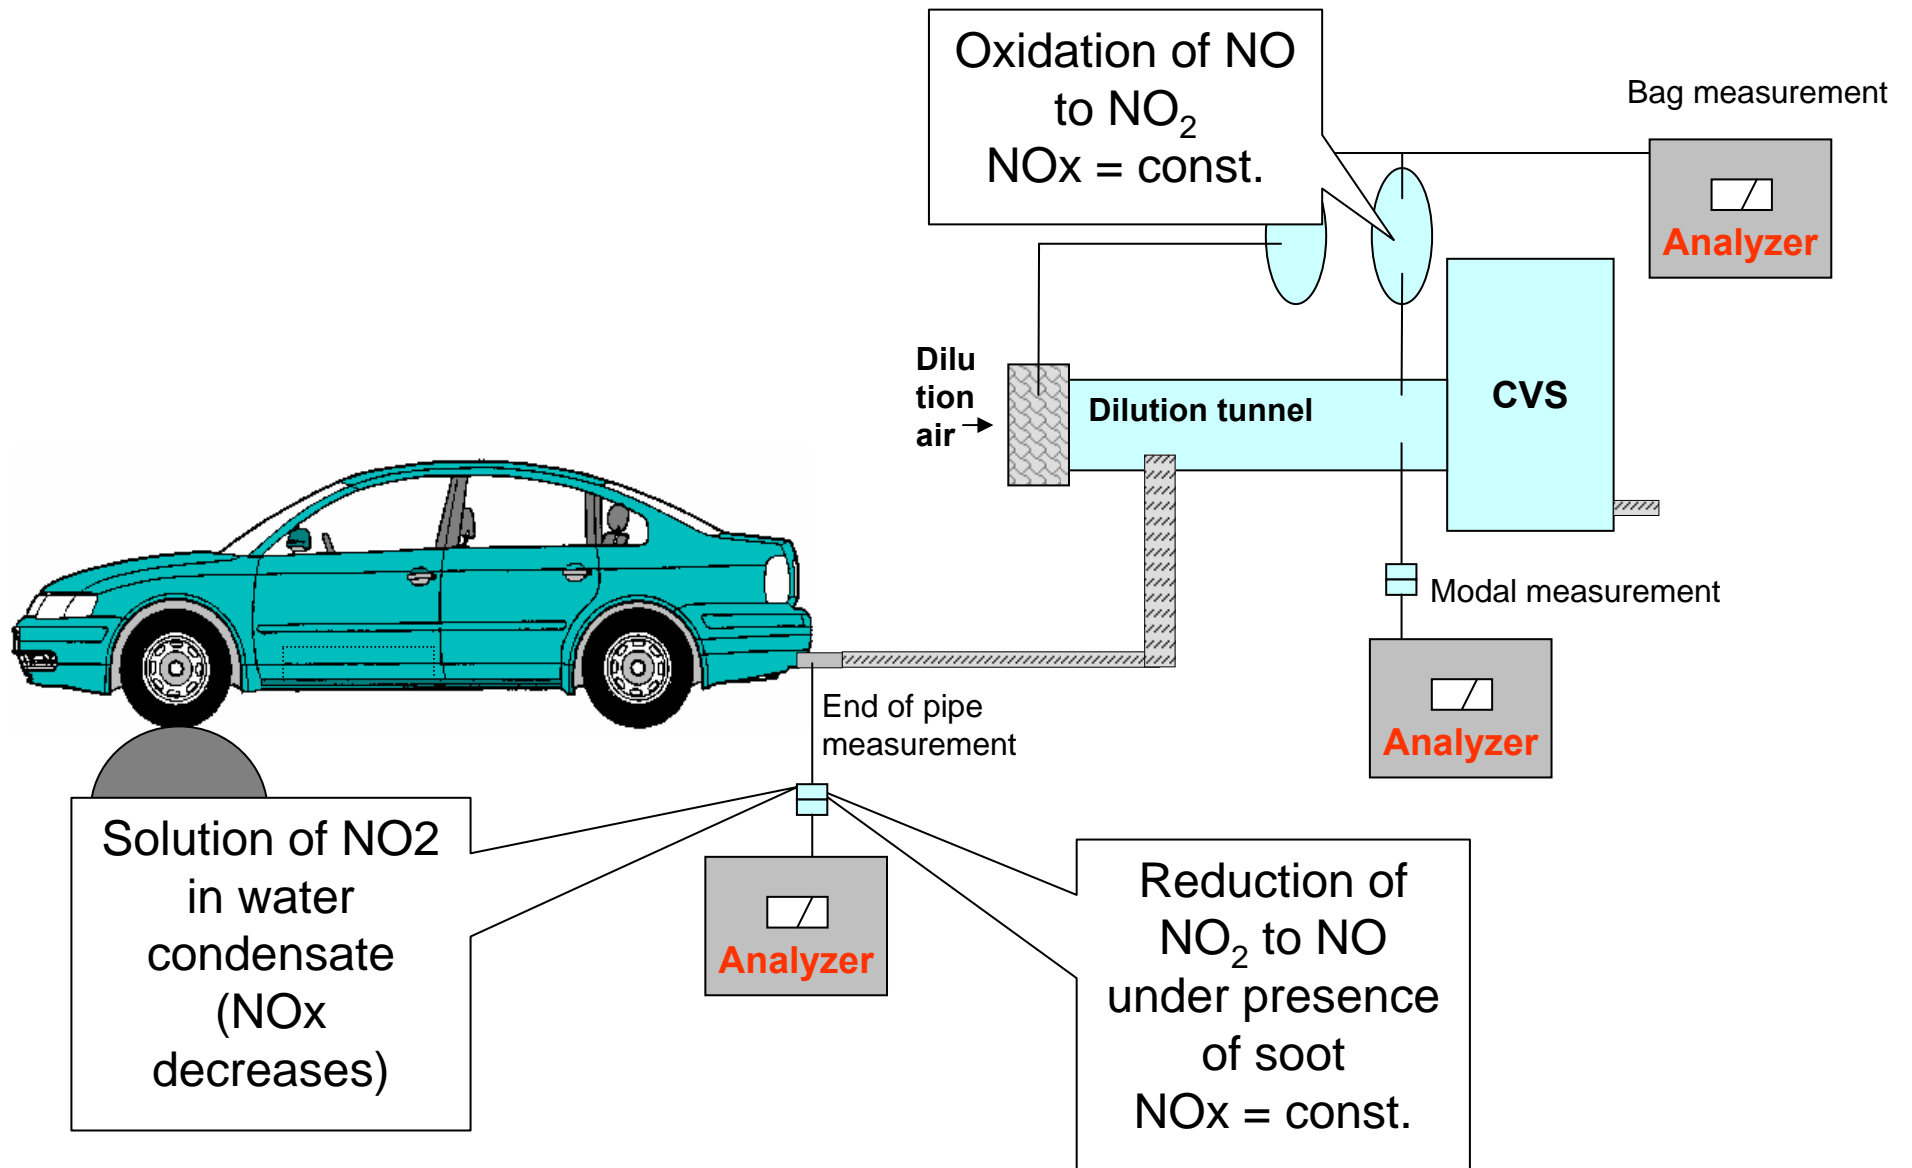 Oxidation of NO
to NO₂
NOx = const.
Bag measurement
Analyzer
Dilu
tion
air
Dilution tunnel
CVS
Modal measurement
Analyzer
End of pipe
measurement
Analyzer
Solution of NO2
in water
condensate
(NOx
decreases)
Reduction of
NO₂ to NO
under presence
of soot
NOx = const.